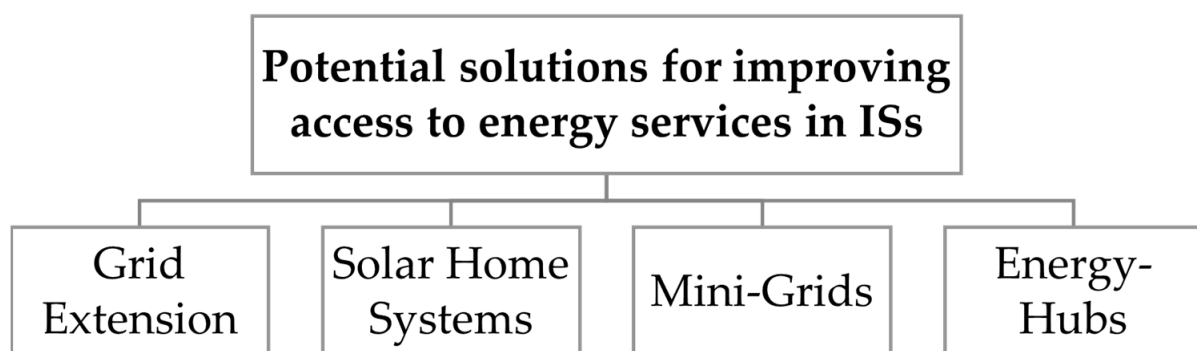 Potential solutions for improving
access to energy services in ISs
Grid
Extension
Solar Home
Systems
Mini-Grids
Energy-
Hubs